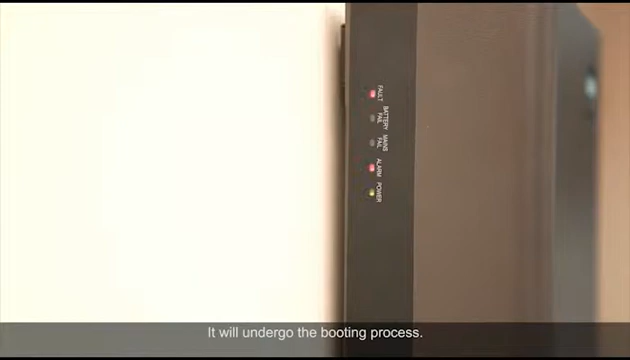 FAULT
BATTERY
FAIL
MAINS
FAIL
ALARM
POWER
It will undergo the booting process.